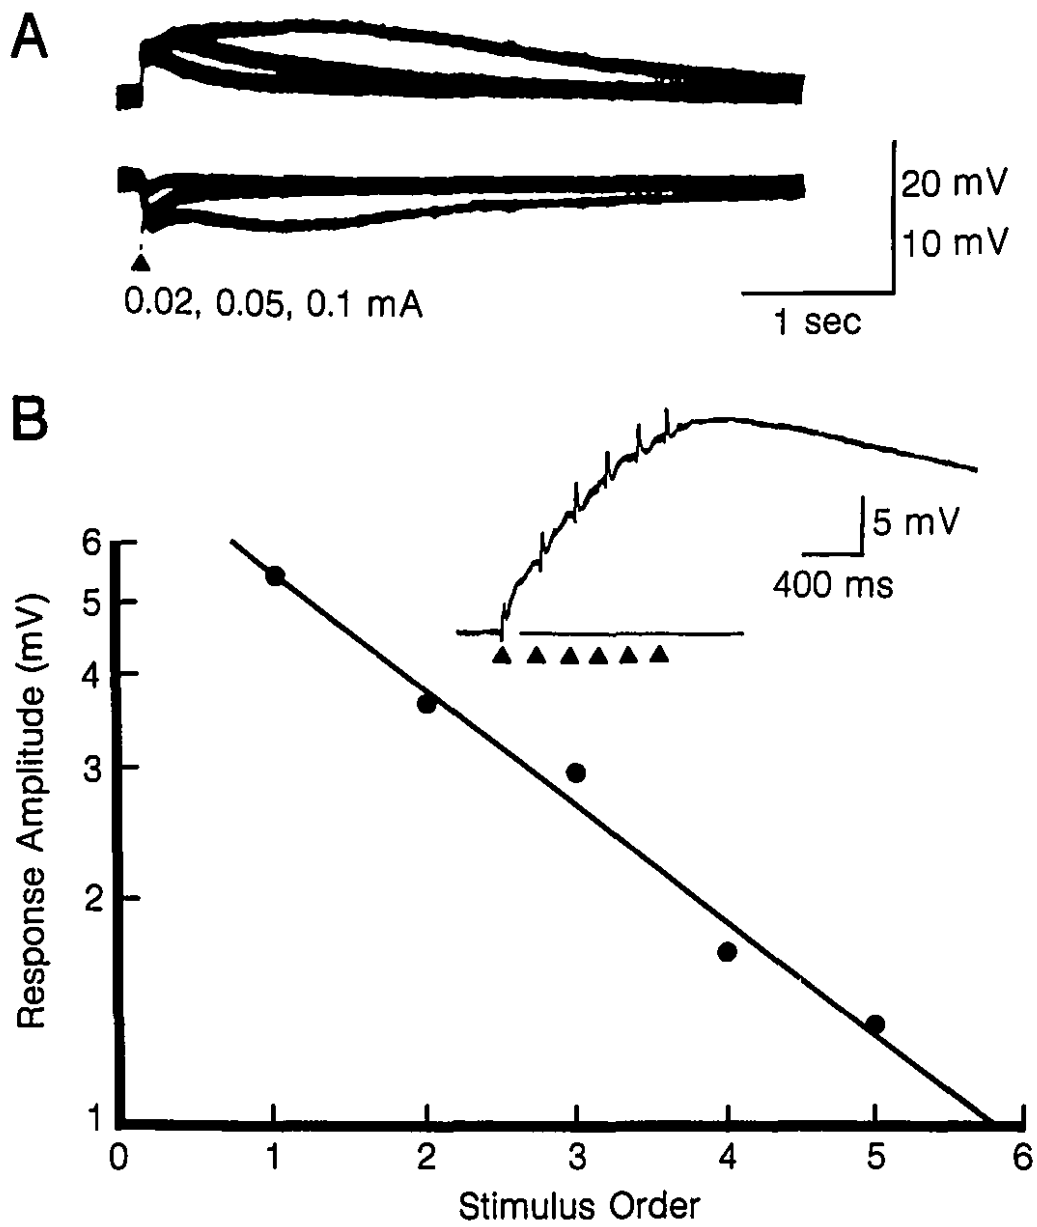 A
20 mV
10 mV
0.02, 0.05, 0.1 mA
1 sec
B
5 mV
400 ms
6
5
4
3
2
1
Response Amplitude (mV)
0 1 2 3 4 5 6
Stimulus Order